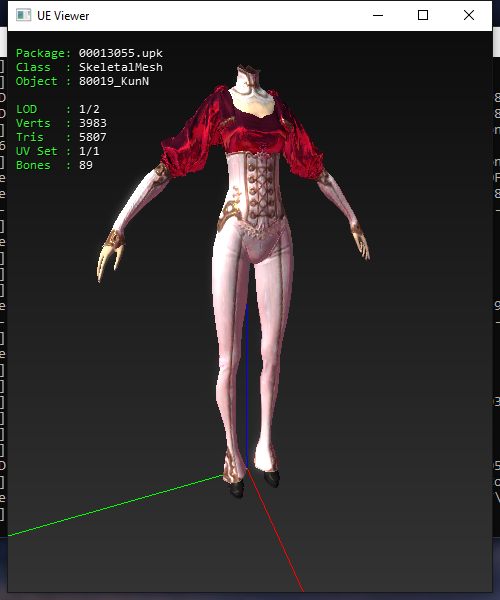 UE Viewer
Package: 00013055.upk
Class : SkeletalMesh
Object : 80019_KunN
LOD : 1/2
Verts : 3983
Tris : 5807
UV Set : 1/1
Bones : 89